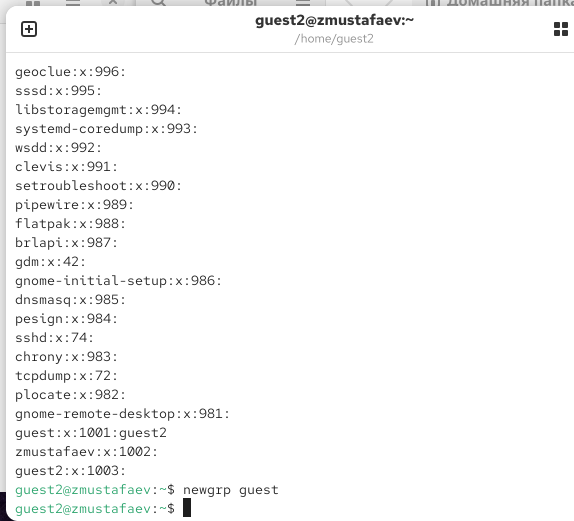 Файлы
Домашняя папка
guest2@zmustafaev:~
/home/guest2
geoclue:x:996:
sssd:x:995:
libstoragemgmt:x:994:
systemd-coredump:x:993:
wsdd:x:992:
clevis:x:991:
setroubleshoot:x:990:
pipewire:x:989:
flatpak:x:988:
brlapi:x:987:
gdm:x:42:
gnome-initial-setup:x:986:
dnsmasq:x:985:
pesign:x:984:
sshd:x:74:
chrony:x:983:
tcpdump:x:72:
plocate:x:982:
gnome-remote-desktop:x:981:
guest:x:1001:guest2
zmustafaev:x:1002:
guest2:x:1003:
guest2@zmustafaev:~$ newgrp guest
guest2@zmustafaev:~$